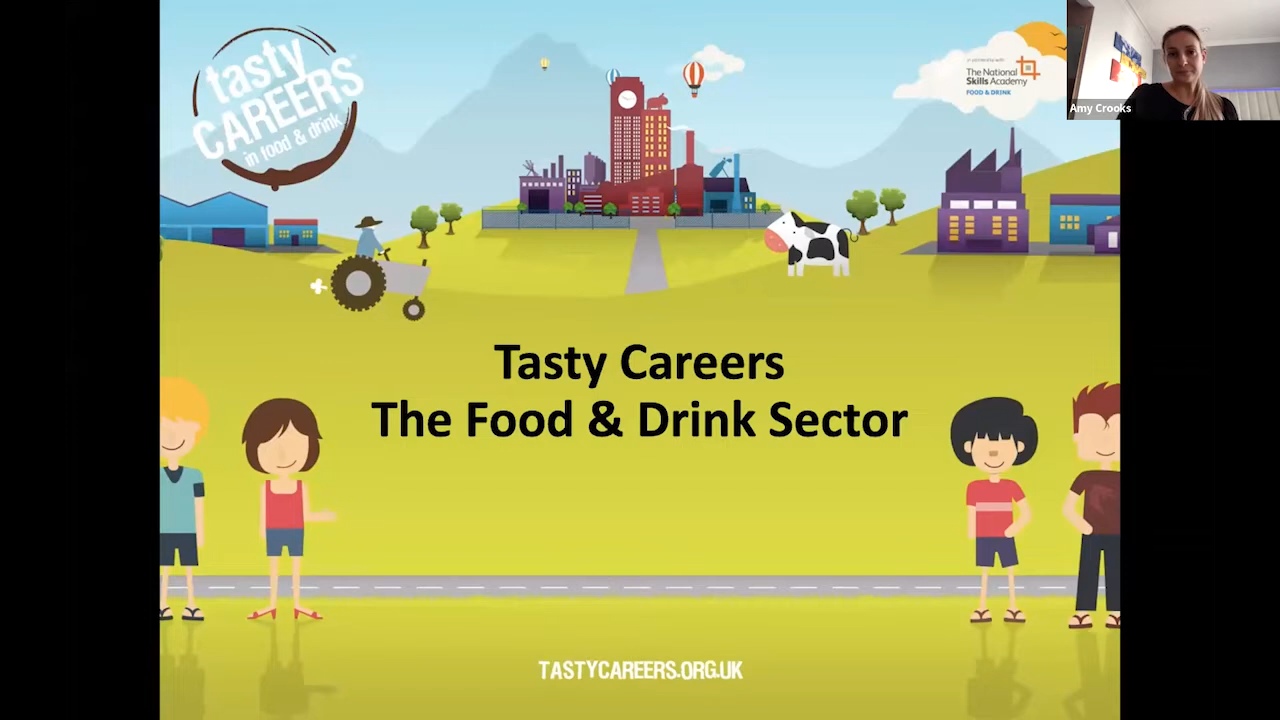 tasty
CAREERS
in food & drink
in partnership with
The National
Skills Academy
FOOD & DRINK
Amy Crooks
Tasty Careers
The Food & Drink Sector
TASTYCAREERS.ORG.UK